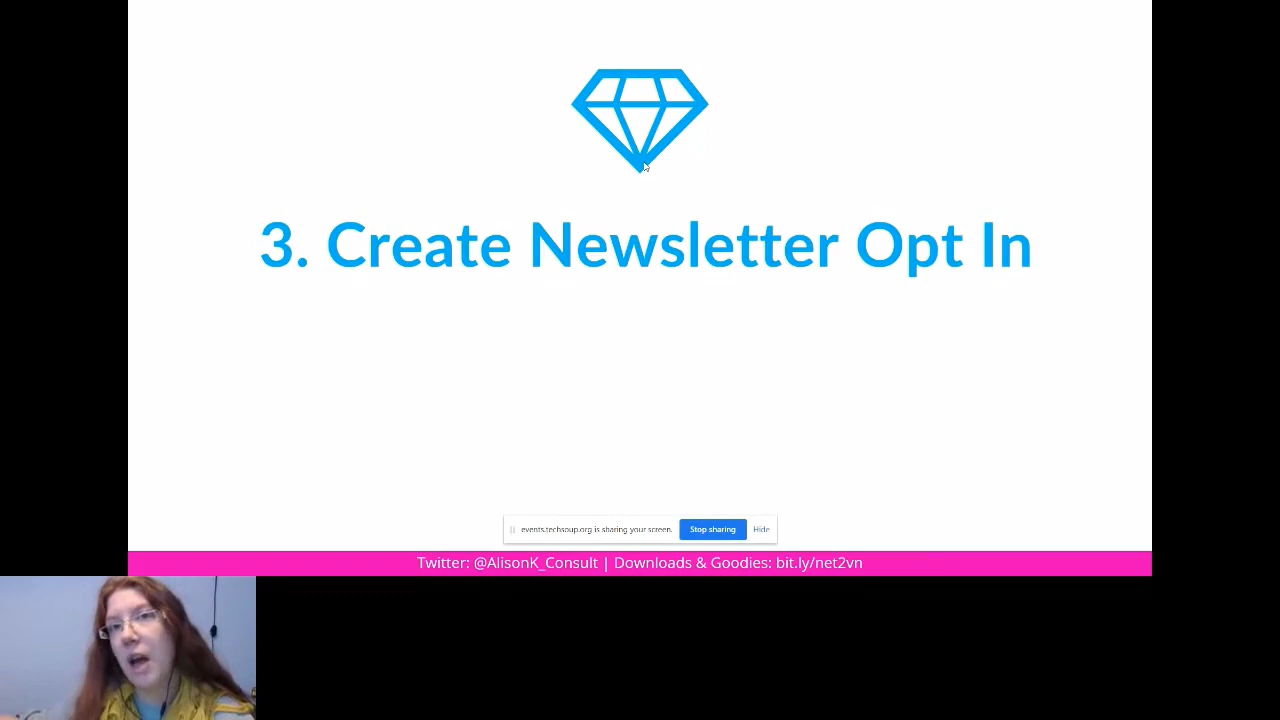 3. Create Newsletter Opt In
events.techsoup.org is sharing your screen. Stop sharing Hide
Twitter: @AlisonK_Consult | Downloads & Goodies: bit.ly/net2vn